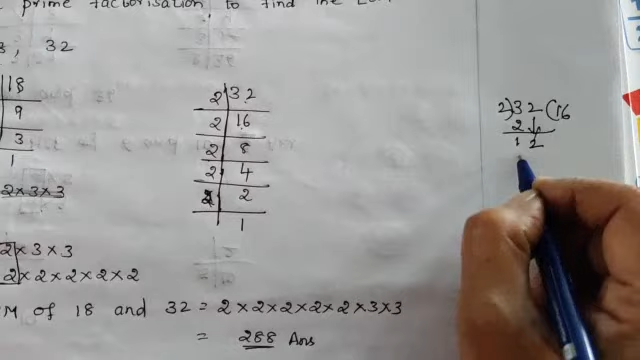 prime factorisation to find the
, 32
18
9
3
1
2×3×3
2 | 32
2 | 16
2 | 8
2 | 4
2 | 2
1
2) 32 (16
2↓
12
2×3×3
2×2×2×2×2
M of 18 and 32 = 2×2×2×2×2×3×3
= 288 Ans